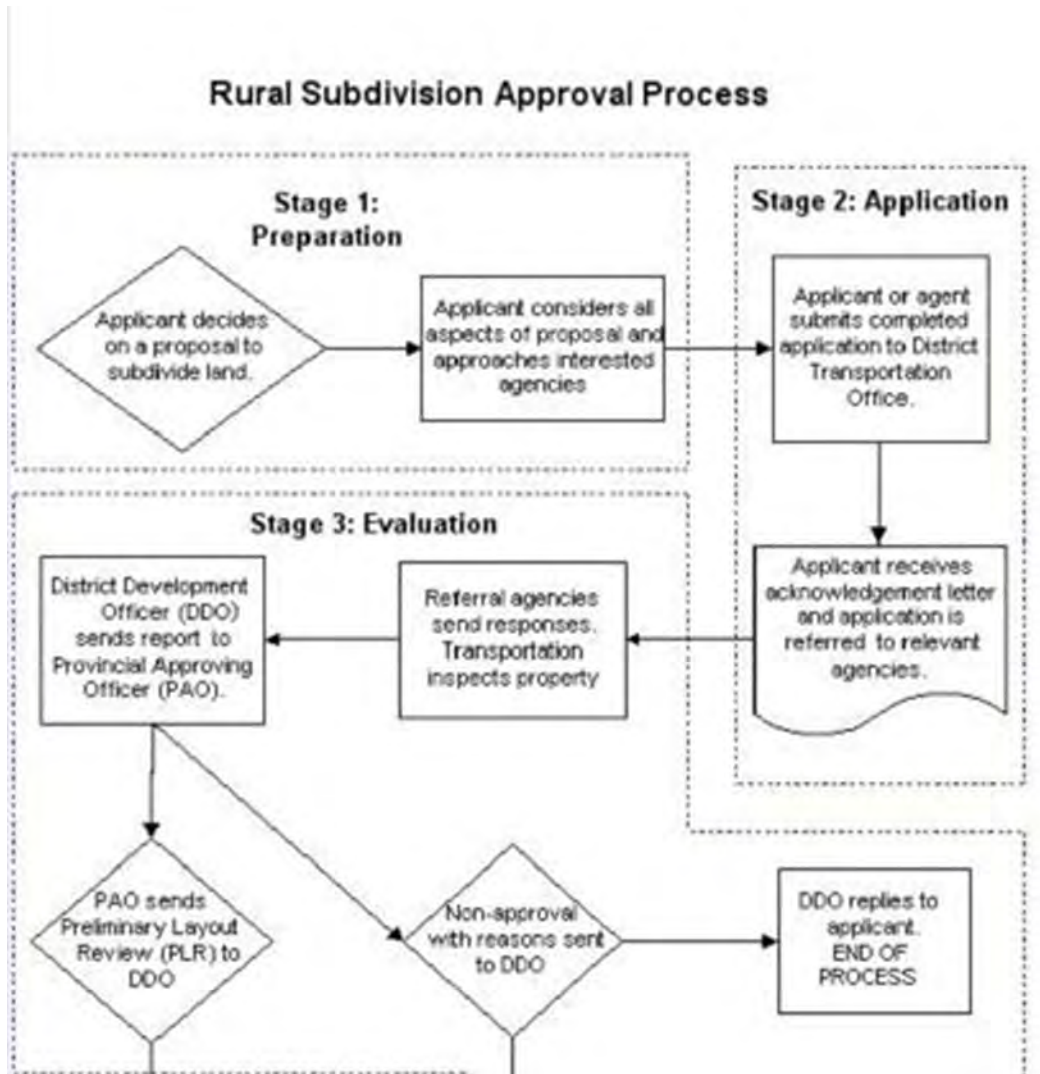 Rural Subdivision Approval Process
Stage 1:
Preparation
Applicant decides
on a proposal to
subdivide land.
Applicant considers all
aspects of proposal and
approaches interested
agencies
Stage 2: Application
Applicant or agent
submits completed
application to District
Transportation
Office.
Applicant receives
acknowledgement letter
and application is
referred to relevant
agencies.
Stage 3: Evaluation
Referral agencies
send responses.
Transportation
inspects property
District Development
Officer (DDO)
sends report to
Provincial Approving
Officer (PAO).
PAO sends
Preliminary Layout
Review (PLR) to
DDO
Non-approval
with reasons sent
to DDO
DDO replies to
applicant.
END OF
PROCESS